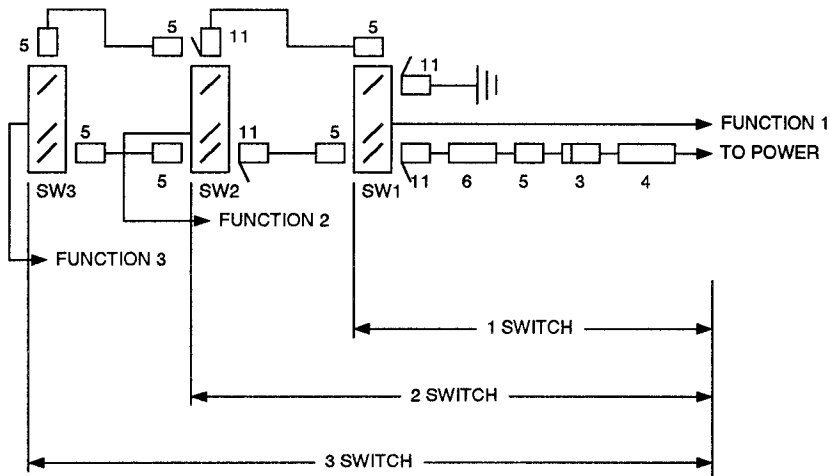 5
5
11
5
11
FUNCTION 1
5
11
5
TO POWER
SW3
5
SW2
SW1
11
6
5
3
4
FUNCTION 2
FUNCTION 3
1 SWITCH
2 SWITCH
3 SWITCH